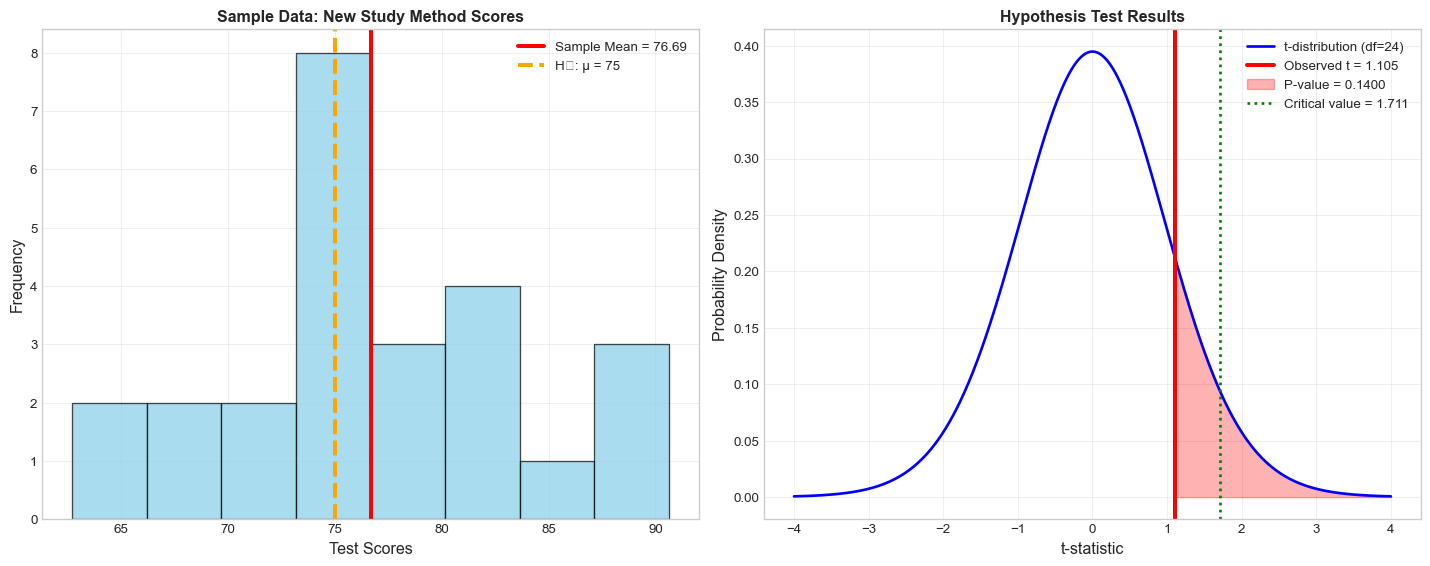 Sample Data: New Study Method Scores
Sample Mean = 76.69
H▯: μ = 75
8
7
6
5
4
3
2
1
0
Frequency
65
70
75
80
85
90
Test Scores
Hypothesis Test Results
t-distribution (df=24)
Observed t = 1.105
P-value = 0.1400
Critical value = 1.711
0.40
0.35
0.30
0.25
0.20
0.15
0.10
0.05
0.00
Probability Density
−4
−3
−2
−1
0
1
2
3
4
t-statistic